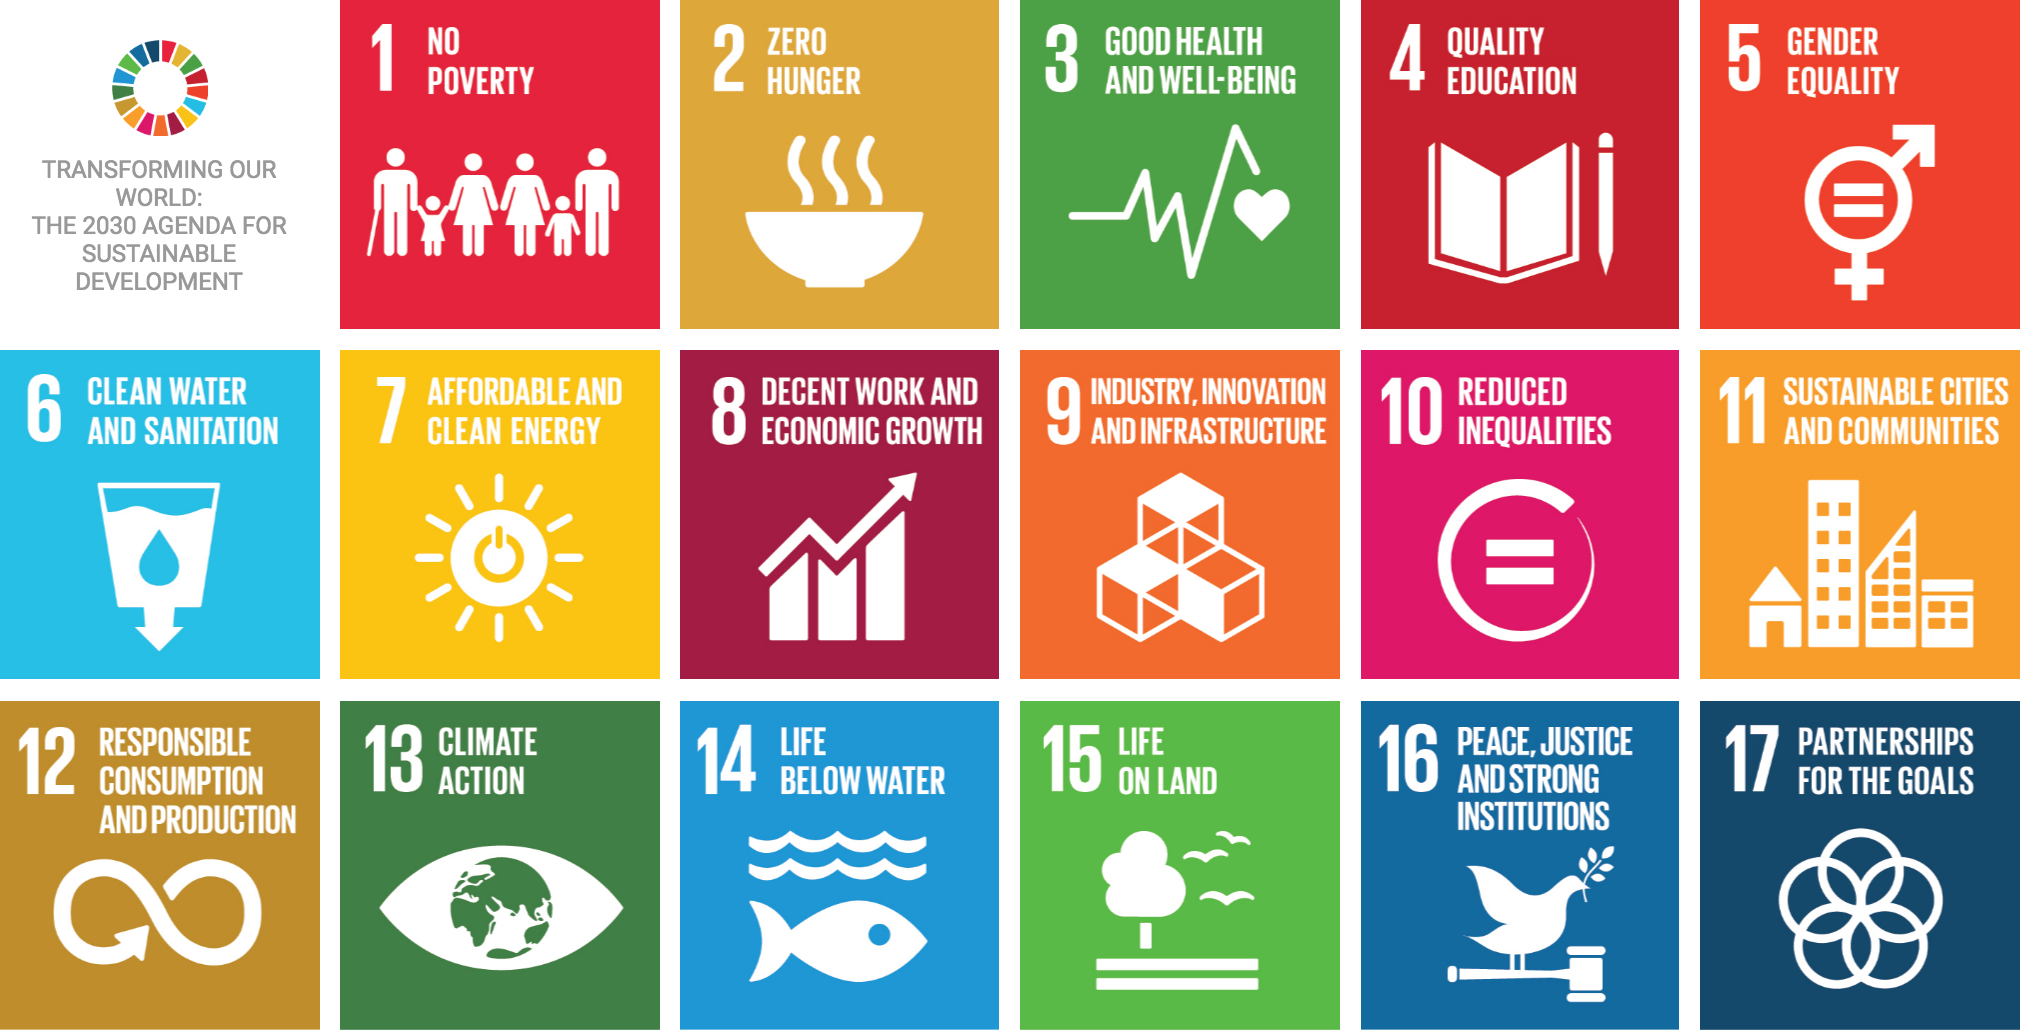 TRANSFORMING OUR
WORLD:
THE 2030 AGENDA FOR
SUSTAINABLE
DEVELOPMENT
1 NO
POVERTY
2 ZERO
HUNGER
3 GOOD HEALTH
AND WELL-BEING
4 QUALITY
EDUCATION
5 GENDER
EQUALITY
6 CLEAN WATER
AND SANITATION
7 AFFORDABLE AND
CLEAN ENERGY
8 DECENT WORK AND
ECONOMIC GROWTH
9 INDUSTRY, INNOVATION
AND INFRASTRUCTURE
10 REDUCED
INEQUALITIES
11 SUSTAINABLE CITIES
AND COMMUNITIES
12 RESPONSIBLE
CONSUMPTION
AND PRODUCTION
13 CLIMATE
ACTION
14 LIFE
BELOW WATER
15 LIFE
ON LAND
16 PEACE, JUSTICE
AND STRONG
INSTITUTIONS
17 PARTNERSHIPS
FOR THE GOALS